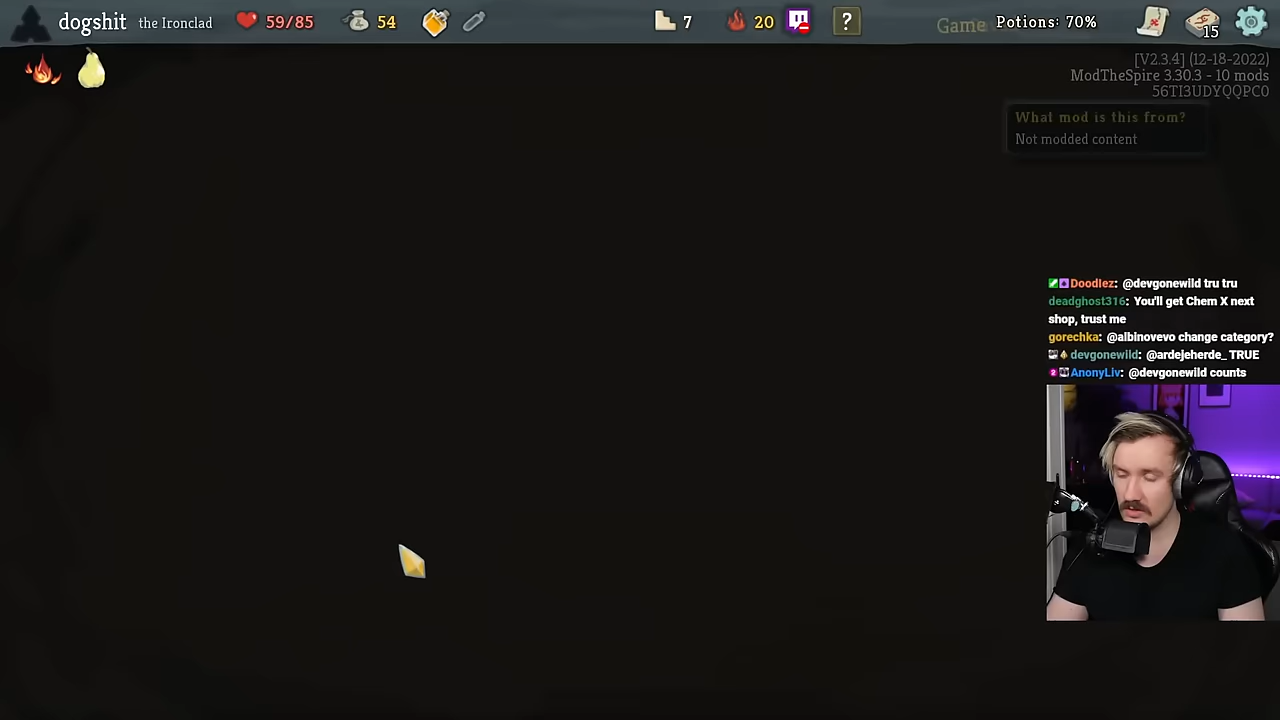 dogshit the Ironclad 59/85 54 7 20 ? Game Potions: 70% 15
[V2.3.4] (12-18-2022)
ModTheSpire 3.30.3 - 10 mods
56TI3UDYQQPC0
What mod is this from?
Not modded content
Doodlez: @devgonewild tru tru
deadghost316: You'll get Chem X next
shop, trust me
gorechka: @albinovevo change category?
devgonewild: @ardejeherde_ TRUE
AnonyLiv: @devgonewild counts